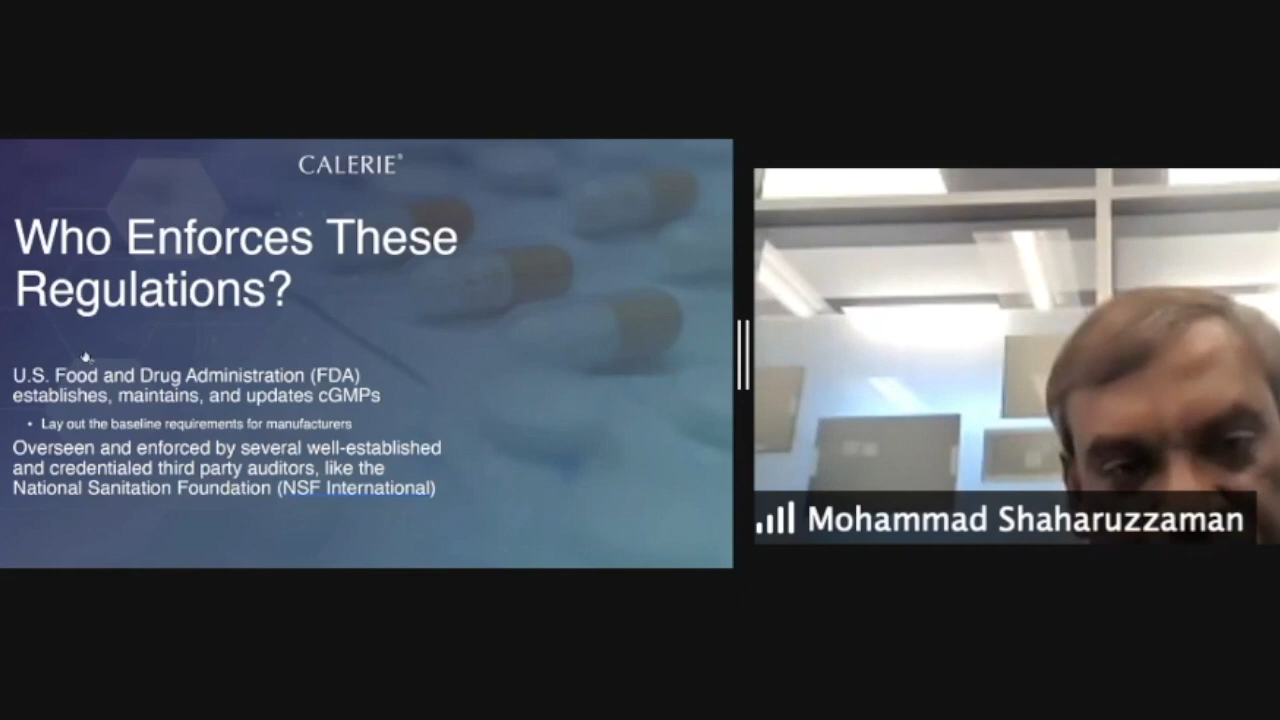 CALERIE®
Who Enforces These
Regulations?
U.S. Food and Drug Administration (FDA)
establishes, maintains, and updates cGMPs
• Lay out the baseline requirements for manufacturers
Overseen and enforced by several well-established
and credentialed third party auditors, like the
National Sanitation Foundation (NSF International)
Mohammad Shaharuzzaman